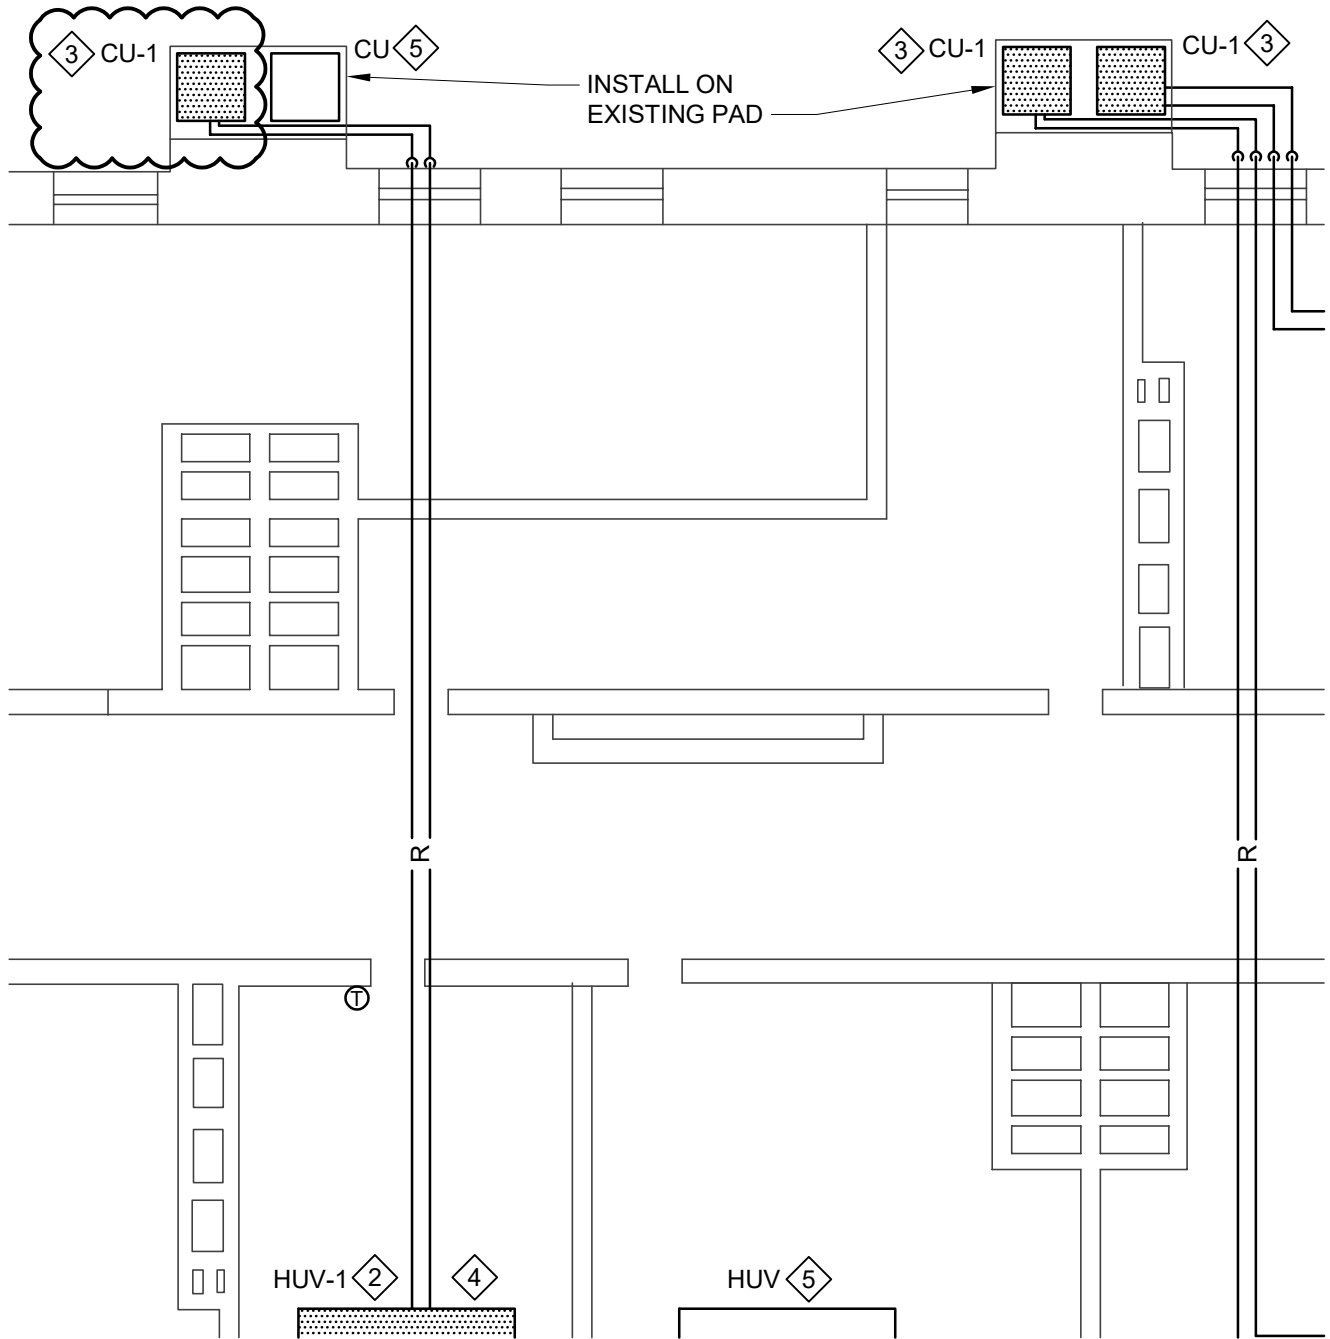 3 CU-1
CU 5
3 CU-1
CU-1 3
INSTALL ON
EXISTING PAD
R
R
T
HUV-1 2
4
HUV 5